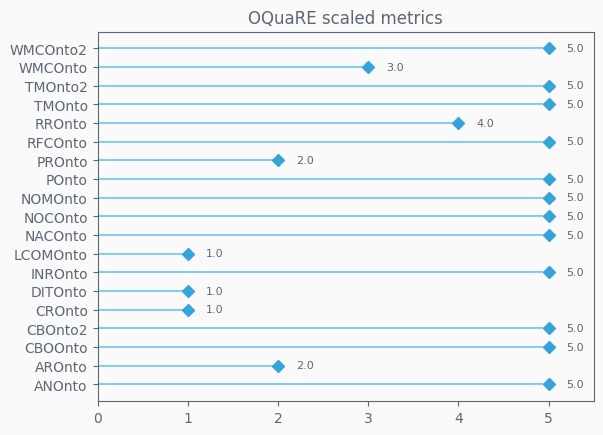 OQuaRE scaled metrics
WMCOnto2 5.0
WMCOnto 3.0
TMOnto2 5.0
TMOnto 5.0
RROnto 4.0
RFCOnto 5.0
PROnto 2.0
POnto 5.0
NOMOnto 5.0
NOCOnto 5.0
NACOnto 5.0
LCOMOnto 1.0
INROnto 5.0
DITOnto 1.0
CROnto 1.0
CBOnto2 5.0
CBOOnto 5.0
AROnto 2.0
ANOnto 5.0
0 1 2 3 4 5